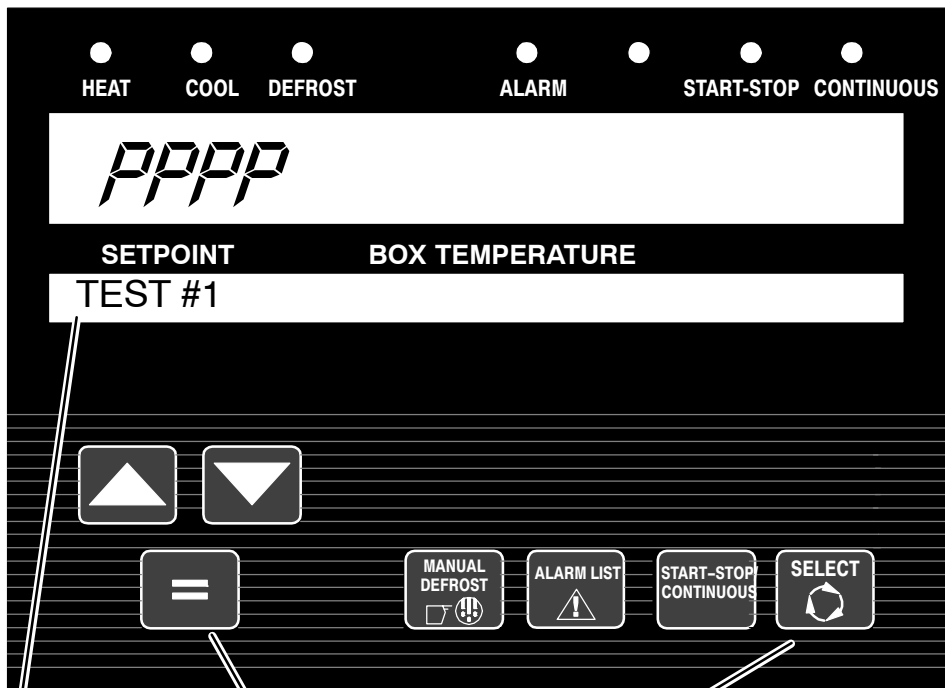 HEAT COOL DEFROST ALARM START-STOP CONTINUOUS
PPPP
SETPOINT BOX TEMPERATURE
TEST #1
=
MANUAL
DEFROST
ALARM LIST
START-STOP/
CONTINUOUS
SELECT